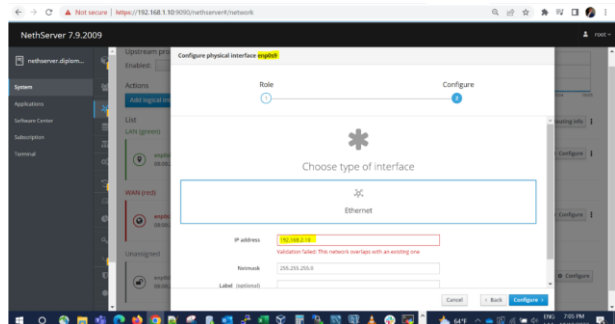 Not secure | https://192.168.1.10:9090/nethserver#/network
NethServer 7.9.2009
root
nethserver.diplom...
System
Applications
Software Center
Subscription
Terminal
Upstream pro
Enabled:
Actions
Add logical int
List
LAN (green)
WAN (red)
Unassigned
Configure physical interface enp0s9
Role
Configure
1
2
Choose type of interface
Ethernet
IP address
192.168.2.10
Validation failed: This network overlaps with an existing one
Netmask
255.255.255.0
Label (optional)
Cancel
< Back
Configure >
outing info
Configure
Configure
Configure
64°F
ENG
7:05 PM